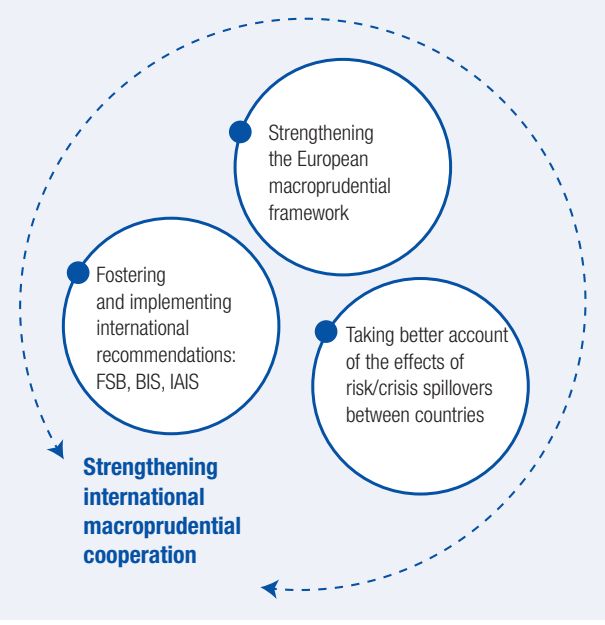 Strengthening
the European
macroprudential
framework
Fostering
and implementing
international
recommendations:
FSB, BIS, IAIS
Taking better account
of the effects of
risk/crisis spillovers
between countries
Strengthening
international
macroprudential
cooperation